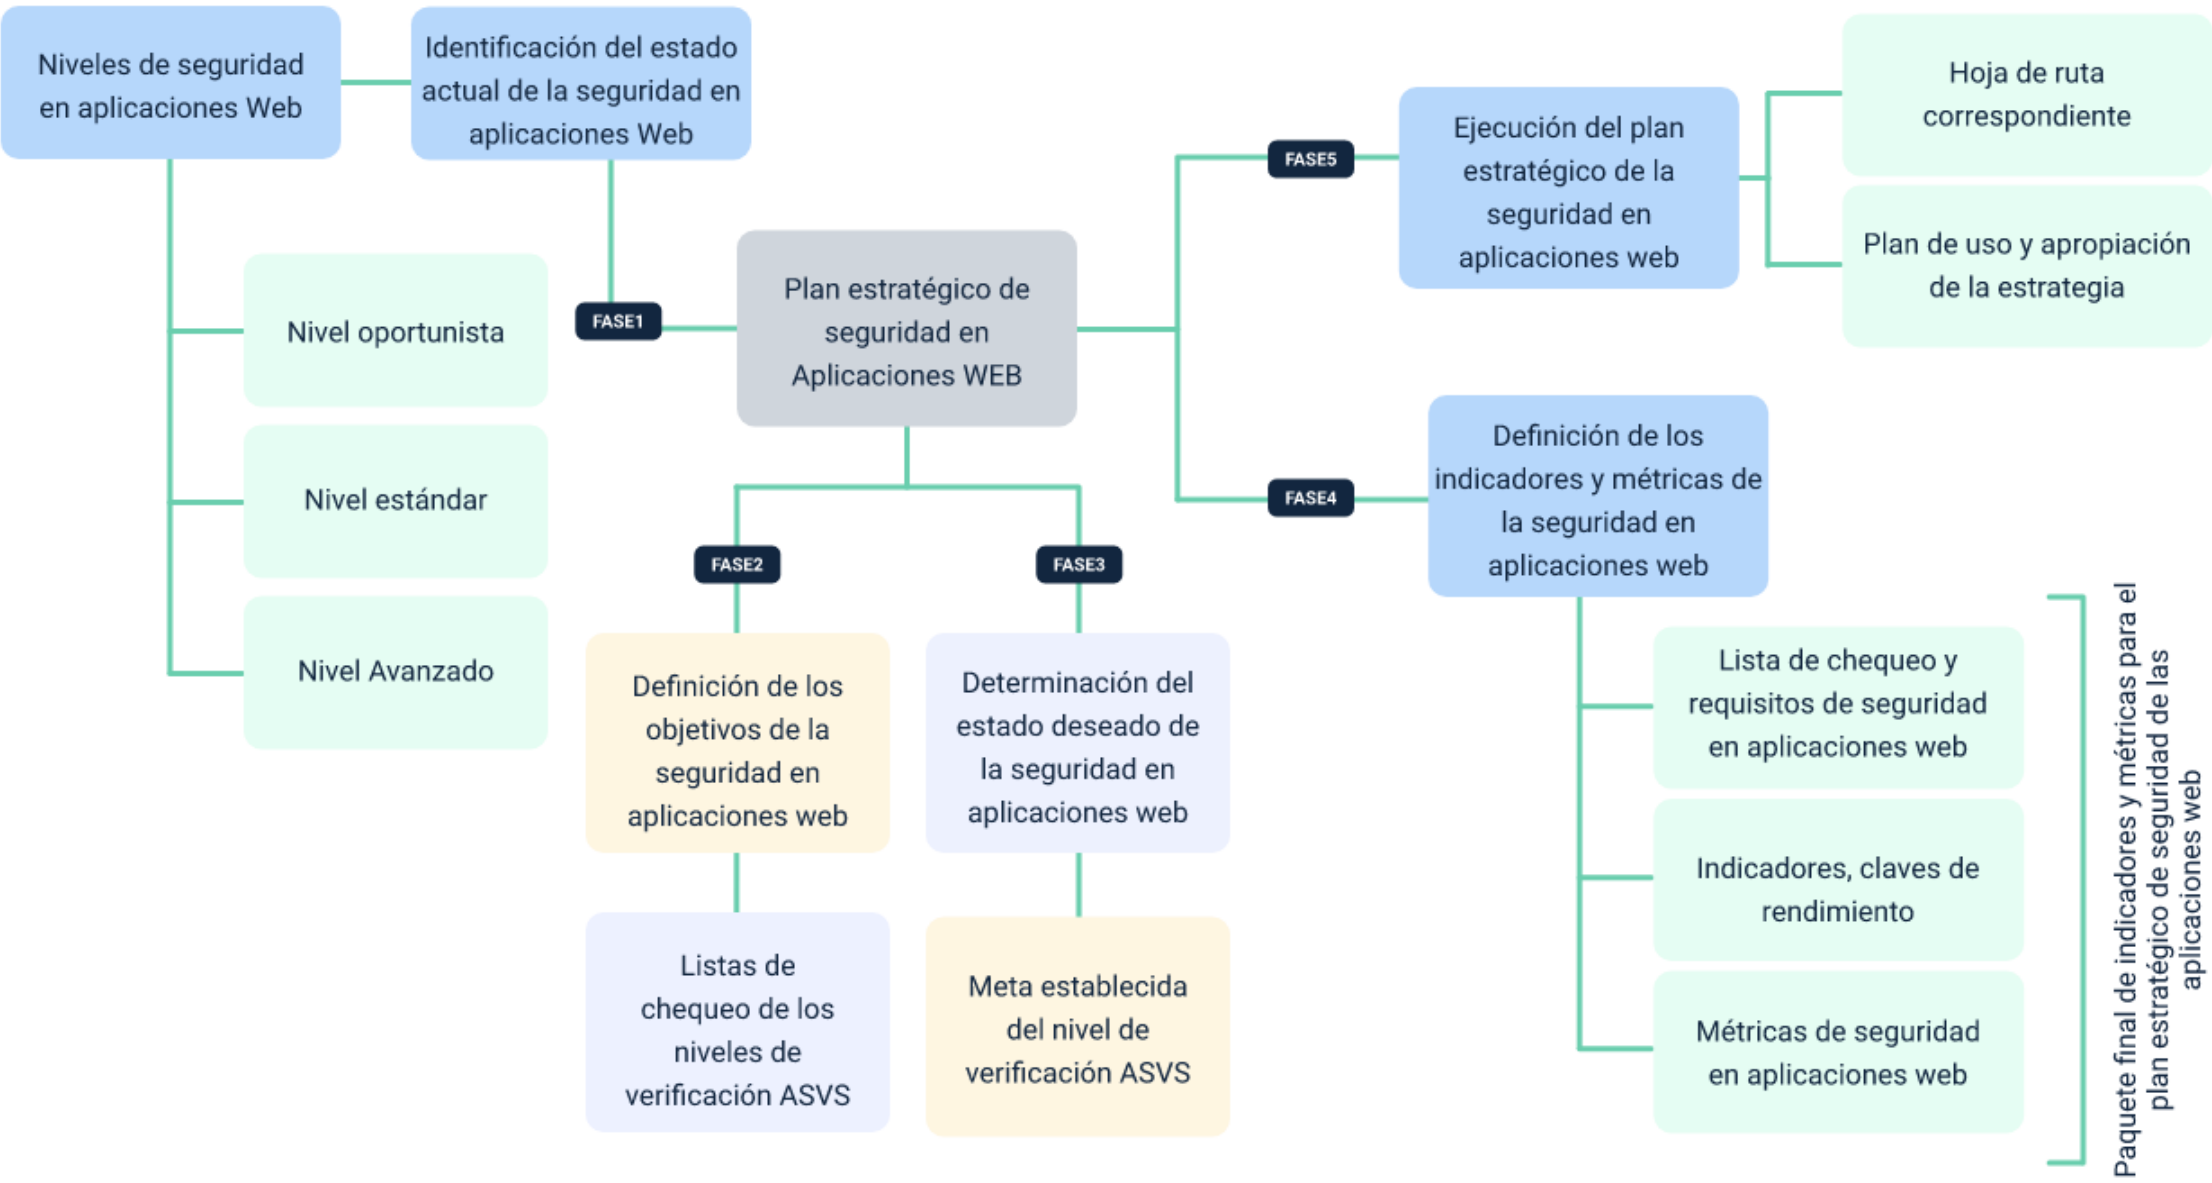 Niveles de seguridad
en aplicaciones Web
Identificación del estado
actual de la seguridad en
aplicaciones Web
Nivel oportunista
Nivel estándar
Nivel Avanzado
FASE1
Plan estratégico de
seguridad en
Aplicaciones WEB
FASE2
Definición de los
objetivos de la
seguridad en
aplicaciones web
Listas de
chequeo de los
niveles de
verificación ASVS
FASE3
Determinación del
estado deseado de
la seguridad en
aplicaciones web
Meta establecida
del nivel de
verificación ASVS
FASE5
Ejecución del plan
estratégico de la
seguridad en
aplicaciones web
Hoja de ruta
correspondiente
Plan de uso y apropiación
de la estrategia
FASE4
Definición de los
indicadores y métricas de
la seguridad en
aplicaciones web
Lista de chequeo y
requisitos de seguridad
en aplicaciones web
Indicadores, claves de
rendimiento
Métricas de seguridad
en aplicaciones web
Paquete final de indicadores y métricas para el
plan estratégico de seguridad de las
aplicaciones web